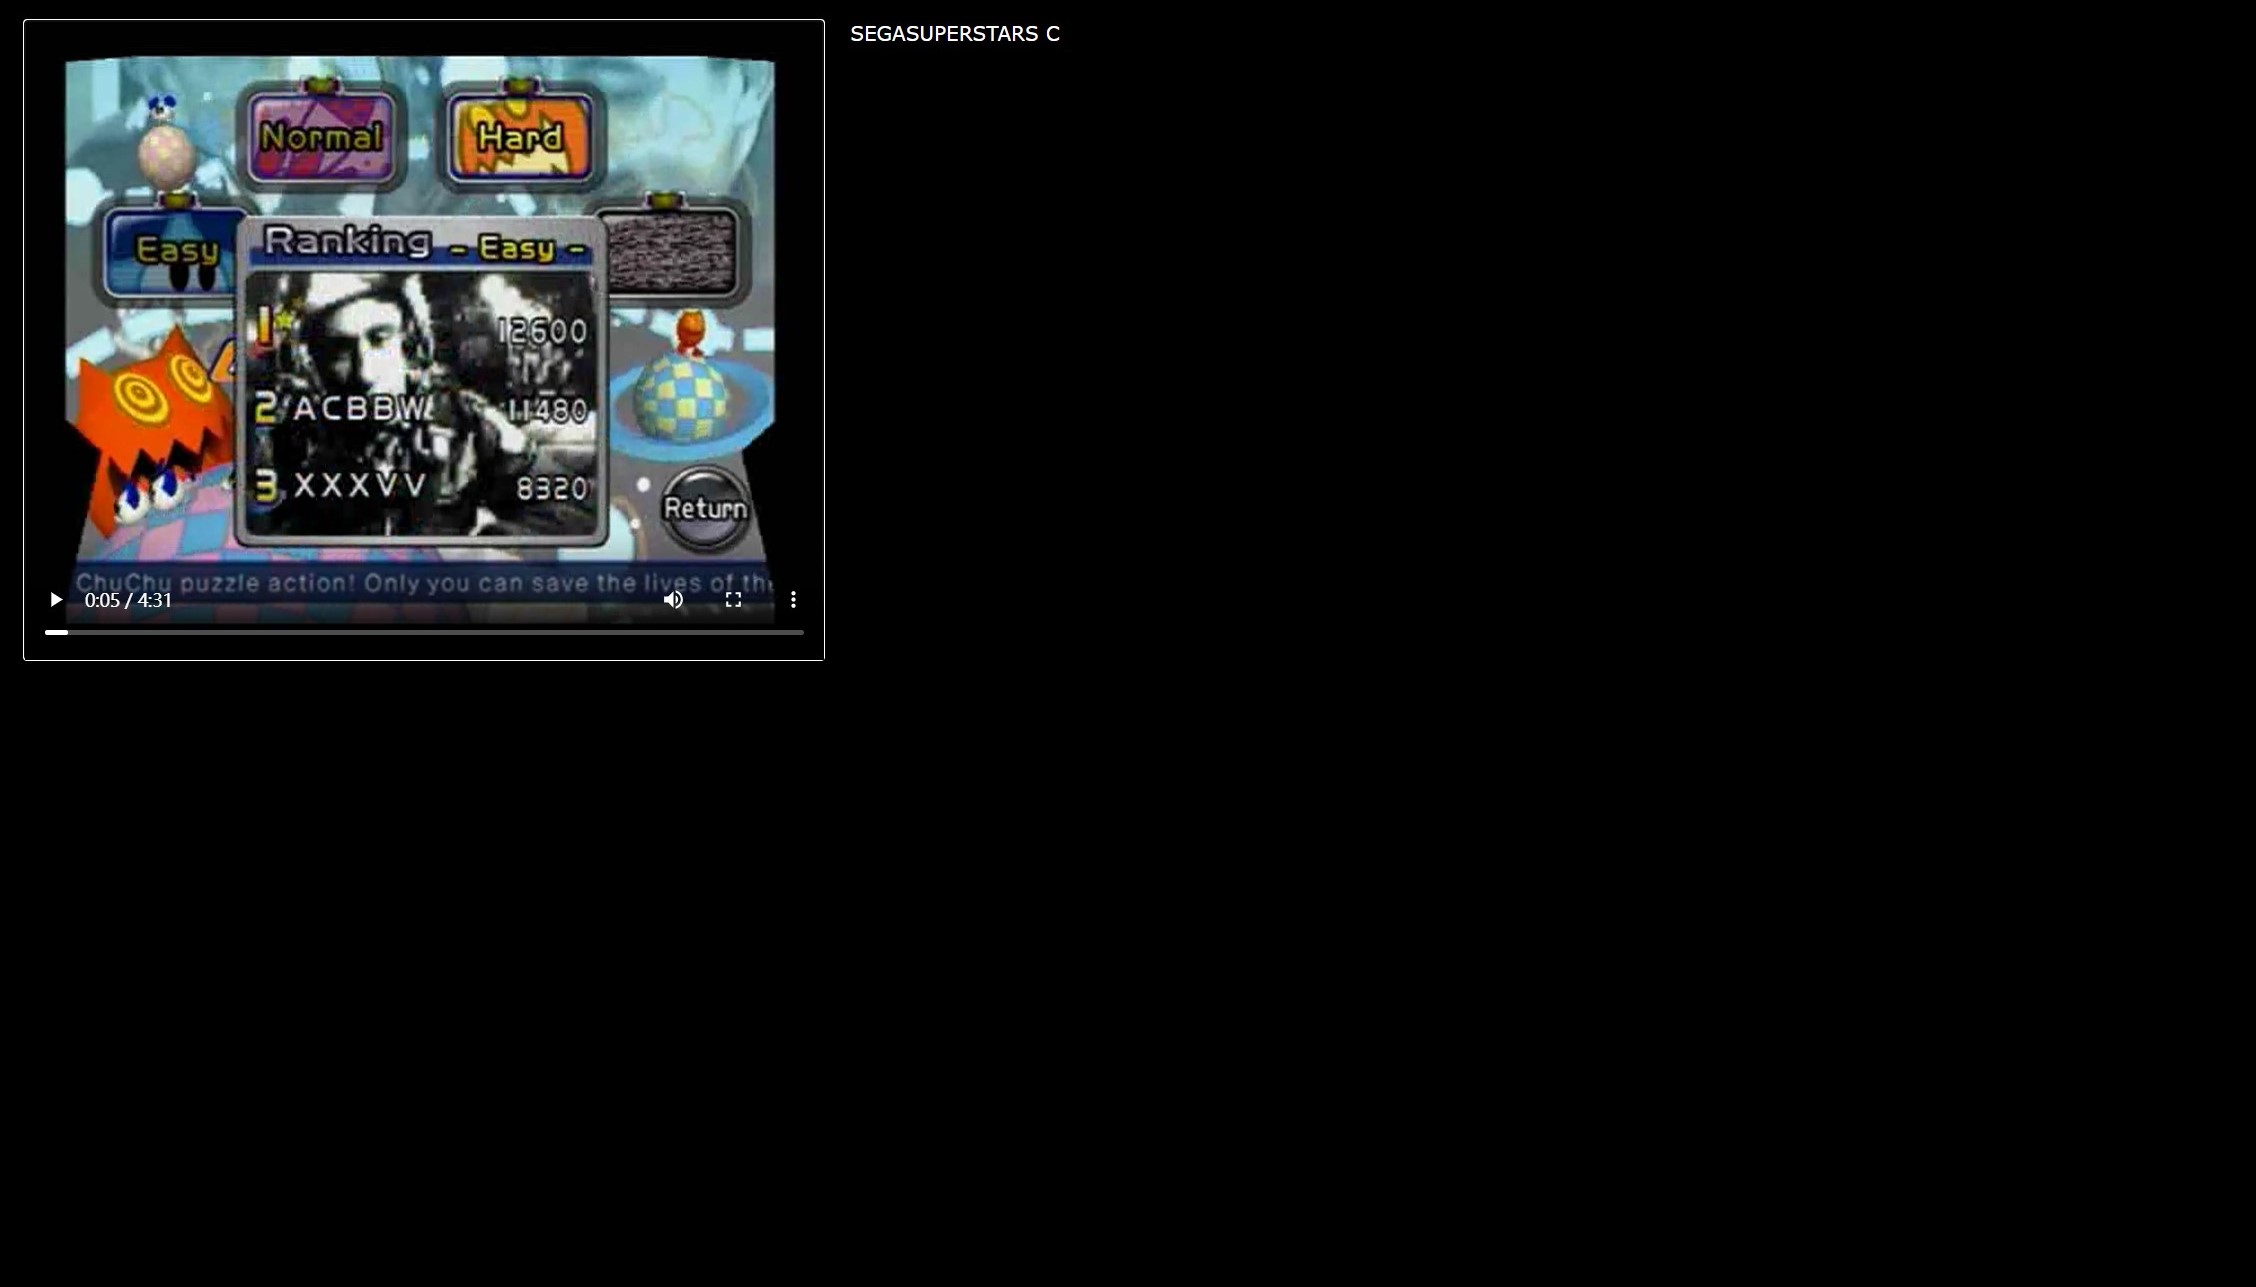 SEGASUPERSTARS C
Normal
Hard
Easy
Ranking - Easy -
1 12600
2 ACBBW 11480
3 XXXVV 8320
Return
ChuChu puzzle action! Only you can save the lives of the
0:05 / 4:31